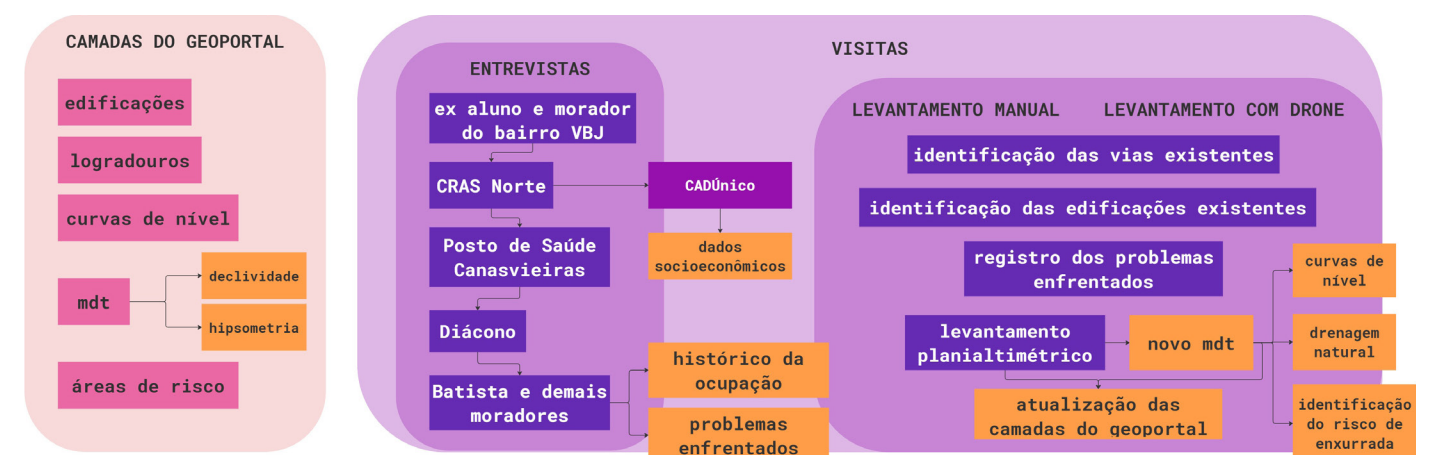 CAMADAS DO GEOPORTAL
edificações
logradouros
curvas de nível
mdt
declividade
hipsometria
áreas de risco
VISITAS
ENTREVISTAS
ex aluno e morador
do bairro VBJ
CRAS Norte
CADÚnico
dados
socioeconômicos
Posto de Saúde
Canasvieiras
Diácono
Batista e demais
moradores
histórico da
ocupação
problemas
enfrentados
LEVANTAMENTO MANUAL
LEVANTAMENTO COM DRONE
identificação das vias existentes
identificação das edificações existentes
registro dos problemas
enfrentados
levantamento
planialtimétrico
novo mdt
atualização das
camadas do geoportal
curvas de
nível
drenagem
natural
identificação
do risco de
enxurrada